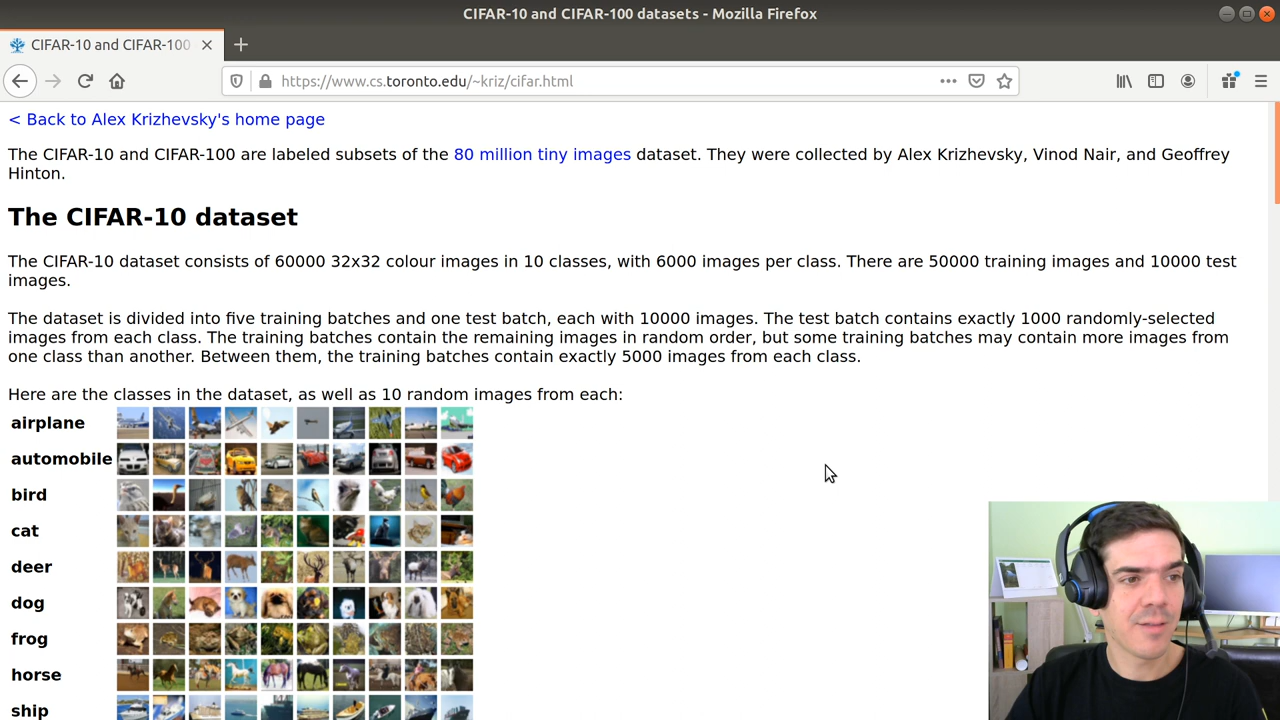 CIFAR-10 and CIFAR-100 datasets - Mozilla Firefox
CIFAR-10 and CIFAR-100
https://www.cs.toronto.edu/~kriz/cifar.html
< Back to Alex Krizhevsky's home page
The CIFAR-10 and CIFAR-100 are labeled subsets of the 80 million tiny images dataset. They were collected by Alex Krizhevsky, Vinod Nair, and Geoffrey
Hinton.
The CIFAR-10 dataset
The CIFAR-10 dataset consists of 60000 32x32 colour images in 10 classes, with 6000 images per class. There are 50000 training images and 10000 test
images.
The dataset is divided into five training batches and one test batch, each with 10000 images. The test batch contains exactly 1000 randomly-selected
images from each class. The training batches contain the remaining images in random order, but some training batches may contain more images from
one class than another. Between them, the training batches contain exactly 5000 images from each class.
Here are the classes in the dataset, as well as 10 random images from each:
airplane
automobile
bird
cat
deer
dog
frog
horse
ship